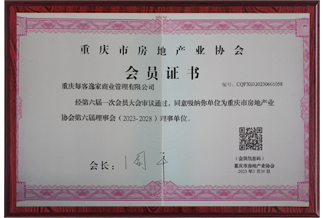 重庆市房地产业协会
会员证书
重庆每客逸家商业管理有限公司
经第六届一次会员大会审议通过，同意吸纳你单位为重庆市房地产业
协会第六届理事会（2023-2028）理事单位。
会长：
（会员信息码）
重庆市房地产业协会